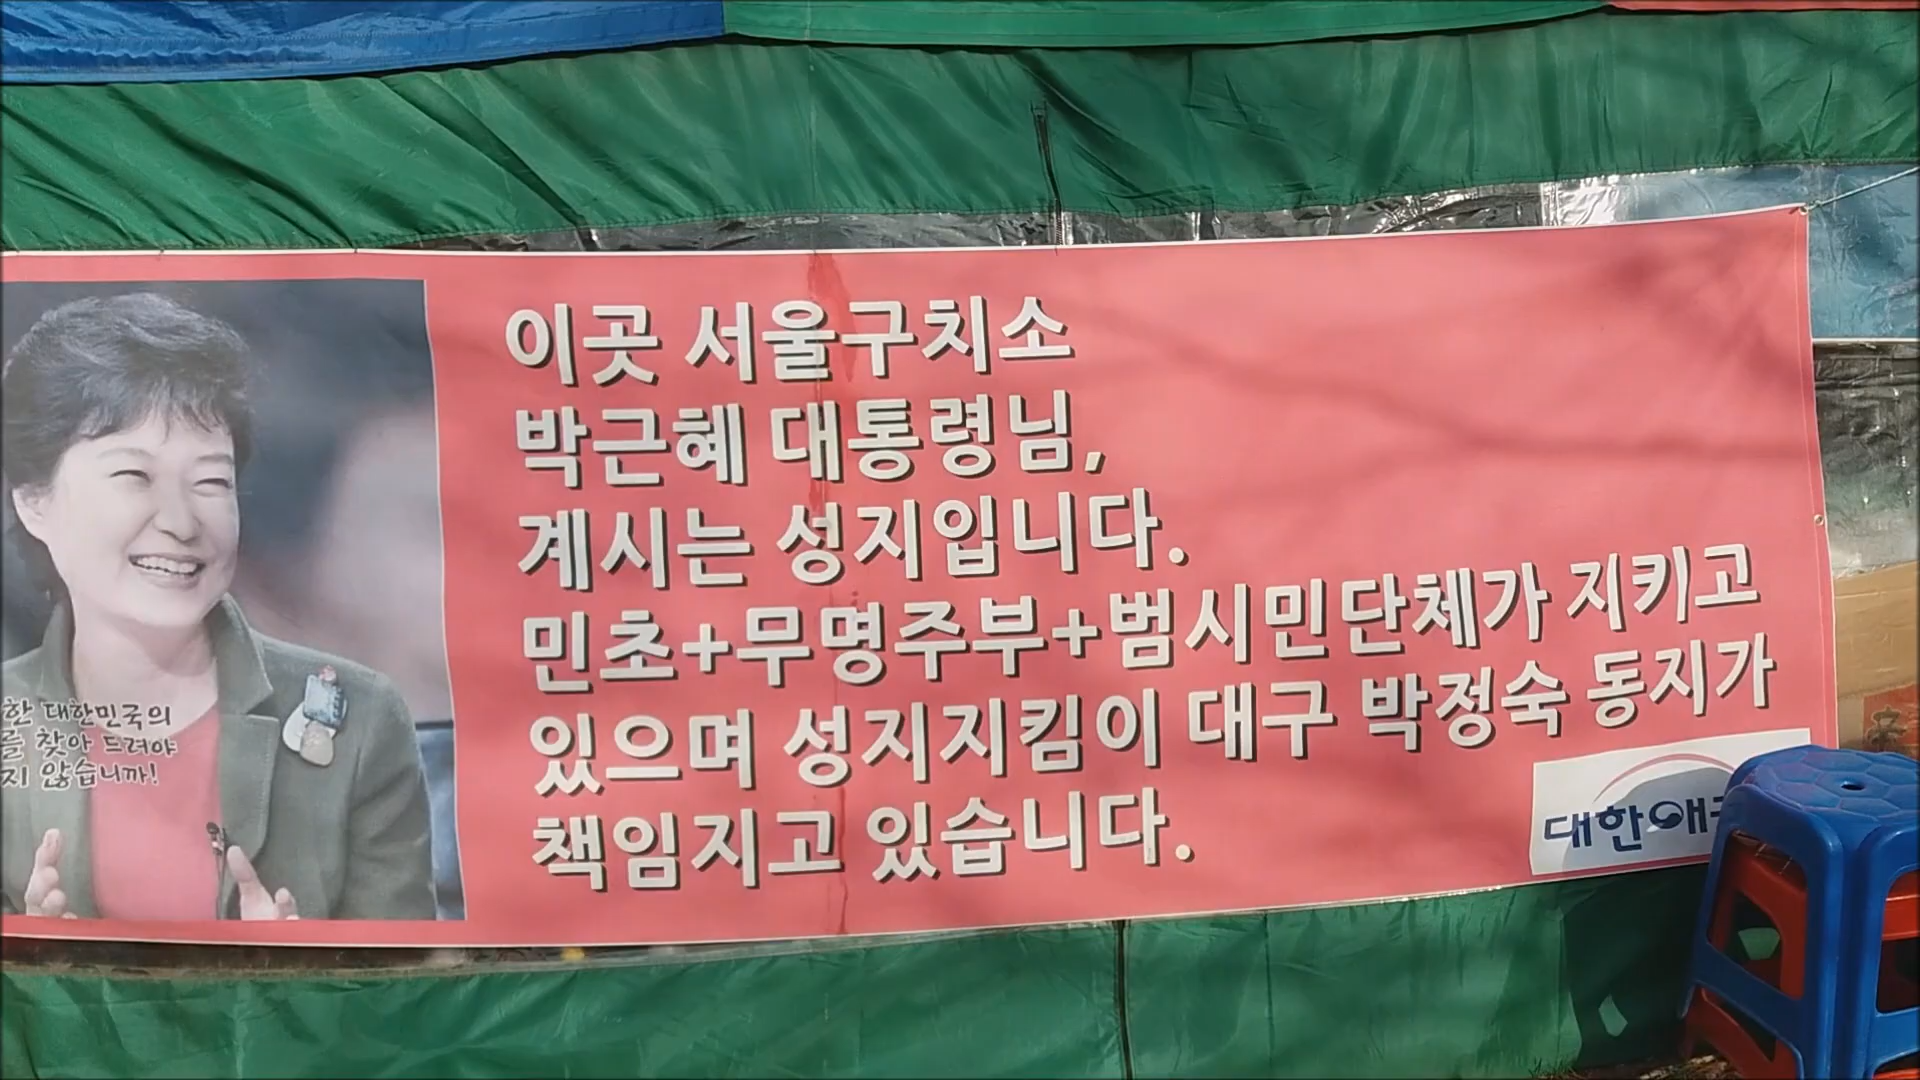 이곳 서울구치소
박근혜 대통령님,
계시는 성지입니다.
민초+무명주부+범시민단체가 지키고
있으며 성지지킴이 대구 박정숙 동지가
책임지고 있습니다.
한 대한민국의
를 찾아 드려야
지 않습니까!
대한애